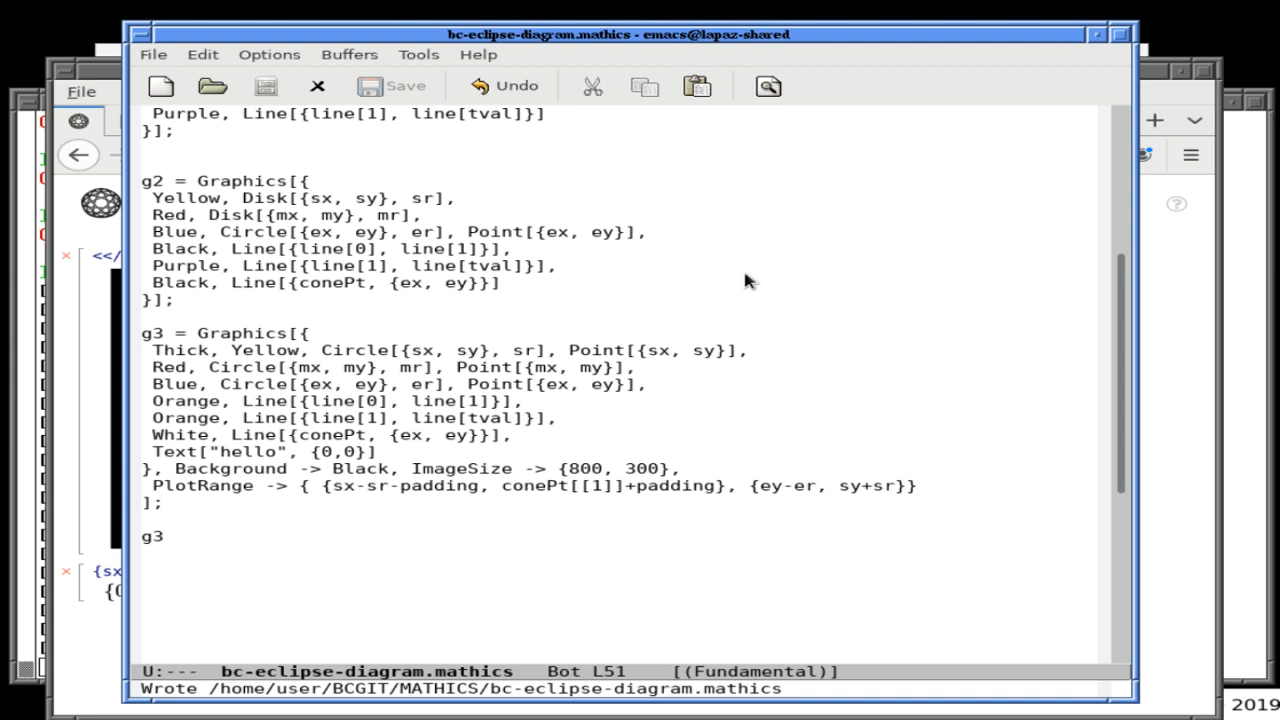 bc-eclipse-diagram.mathics - emacs@lapaz-shared
File Edit Options Buffers Tools Help
Save Undo
File
Purple, Line[{line[1], line[tval]}]
}];
g2 = Graphics[{
Yellow, Disk[{sx, sy}, sr],
Red, Disk[{mx, my}, mr],
Blue, Circle[{ex, ey}, er], Point[{ex, ey}],
Black, Line[{line[0], line[1]}],
Purple, Line[{line[1], line[tval]}],
Black, Line[{conePt, {ex, ey}}]
}];
g3 = Graphics[{
Thick, Yellow, Circle[{sx, sy}, sr], Point[{sx, sy}],
Red, Circle[{mx, my}, mr], Point[{mx, my}],
Blue, Circle[{ex, ey}, er], Point[{ex, ey}],
Orange, Line[{line[0], line[1]}],
Orange, Line[{line[1], line[tval]}],
White, Line[{conePt, {ex, ey}}],
Text["hello", {0,0}]
}, Background -> Black, ImageSize -> {800, 300},
PlotRange -> { {sx-sr-padding, conePt[[1]]+padding}, {ey-er, sy+sr}}
];
g3
<</
{sx
U:--- bc-eclipse-diagram.mathics Bot L51 [(Fundamental)]
Wrote /home/user/BCGIT/MATHICS/bc-eclipse-diagram.mathics
2019